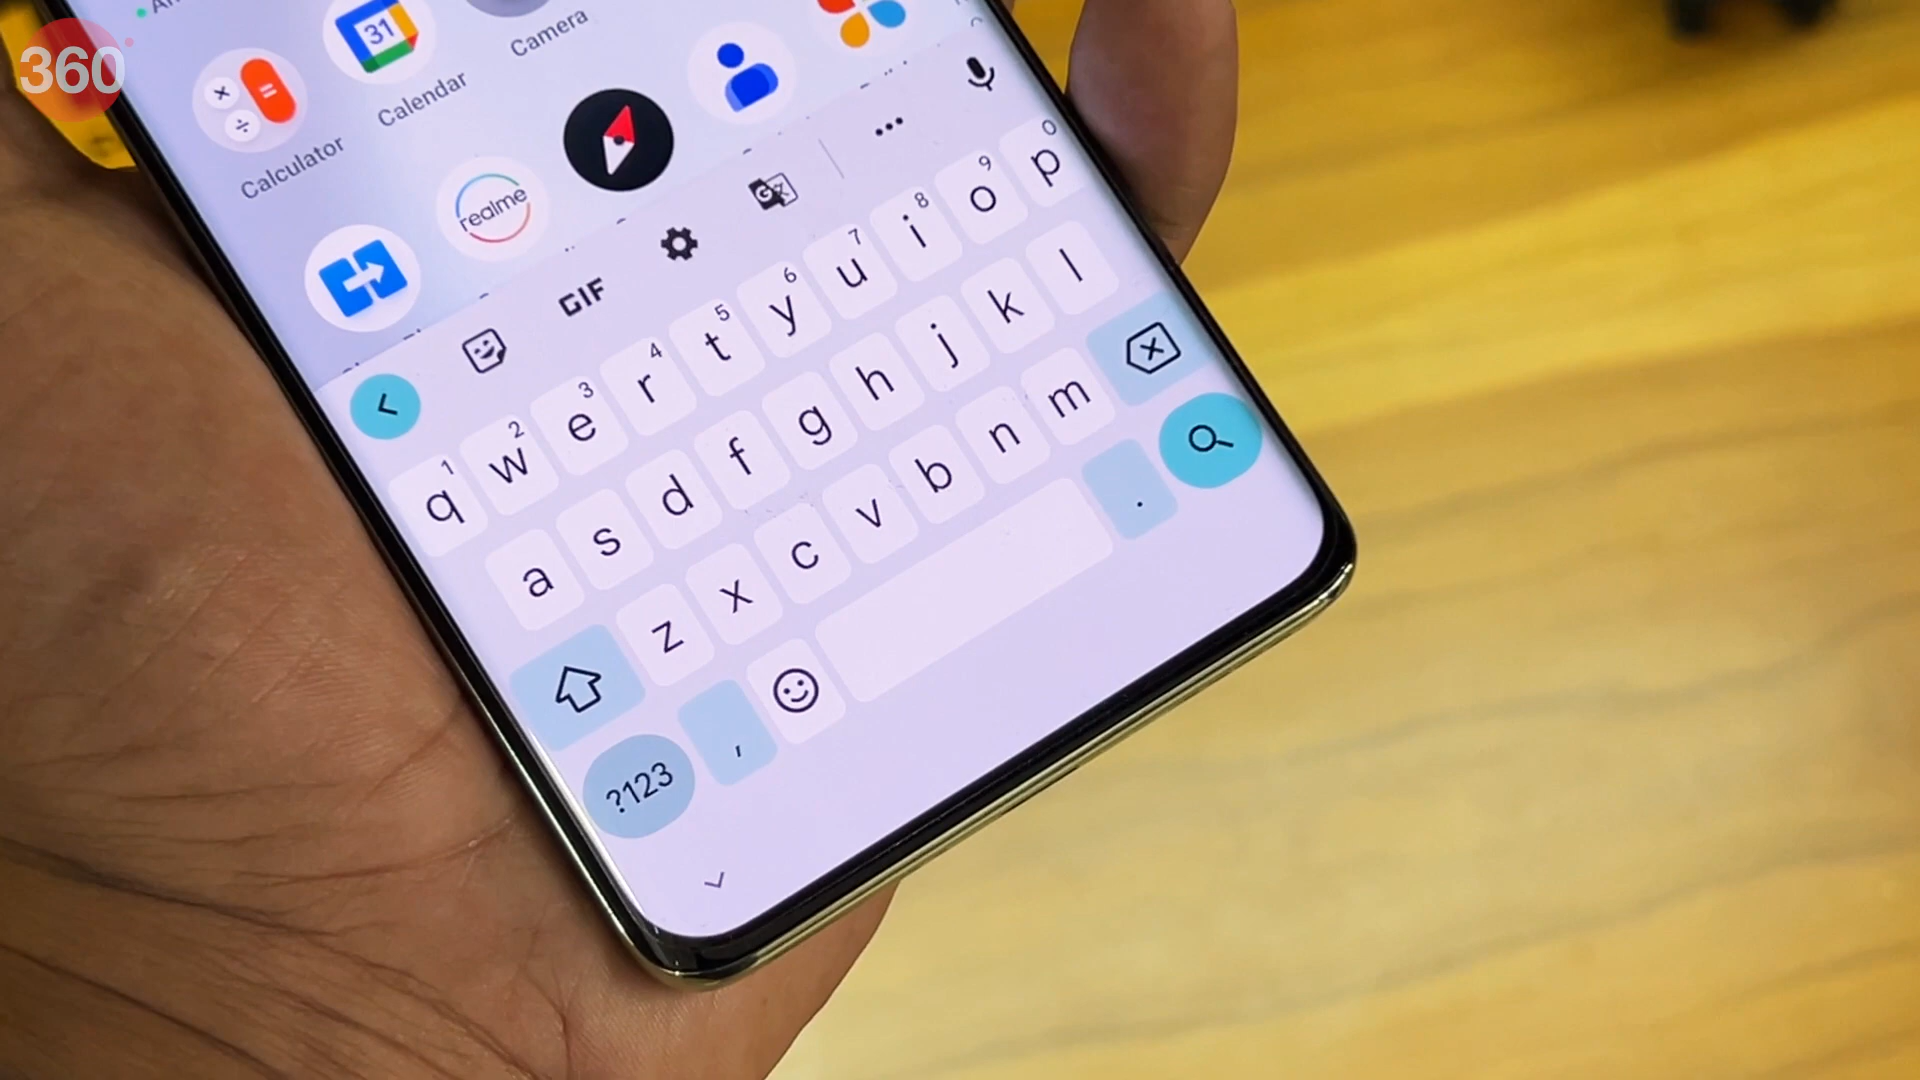 360
31
Camera
Calendar
Calculator
realme
GIF
1 2 3 4 5 6 7 8 9 0
q w e r t y u i o p
a s d f g h j k l
z x c v b n m
?123 , .